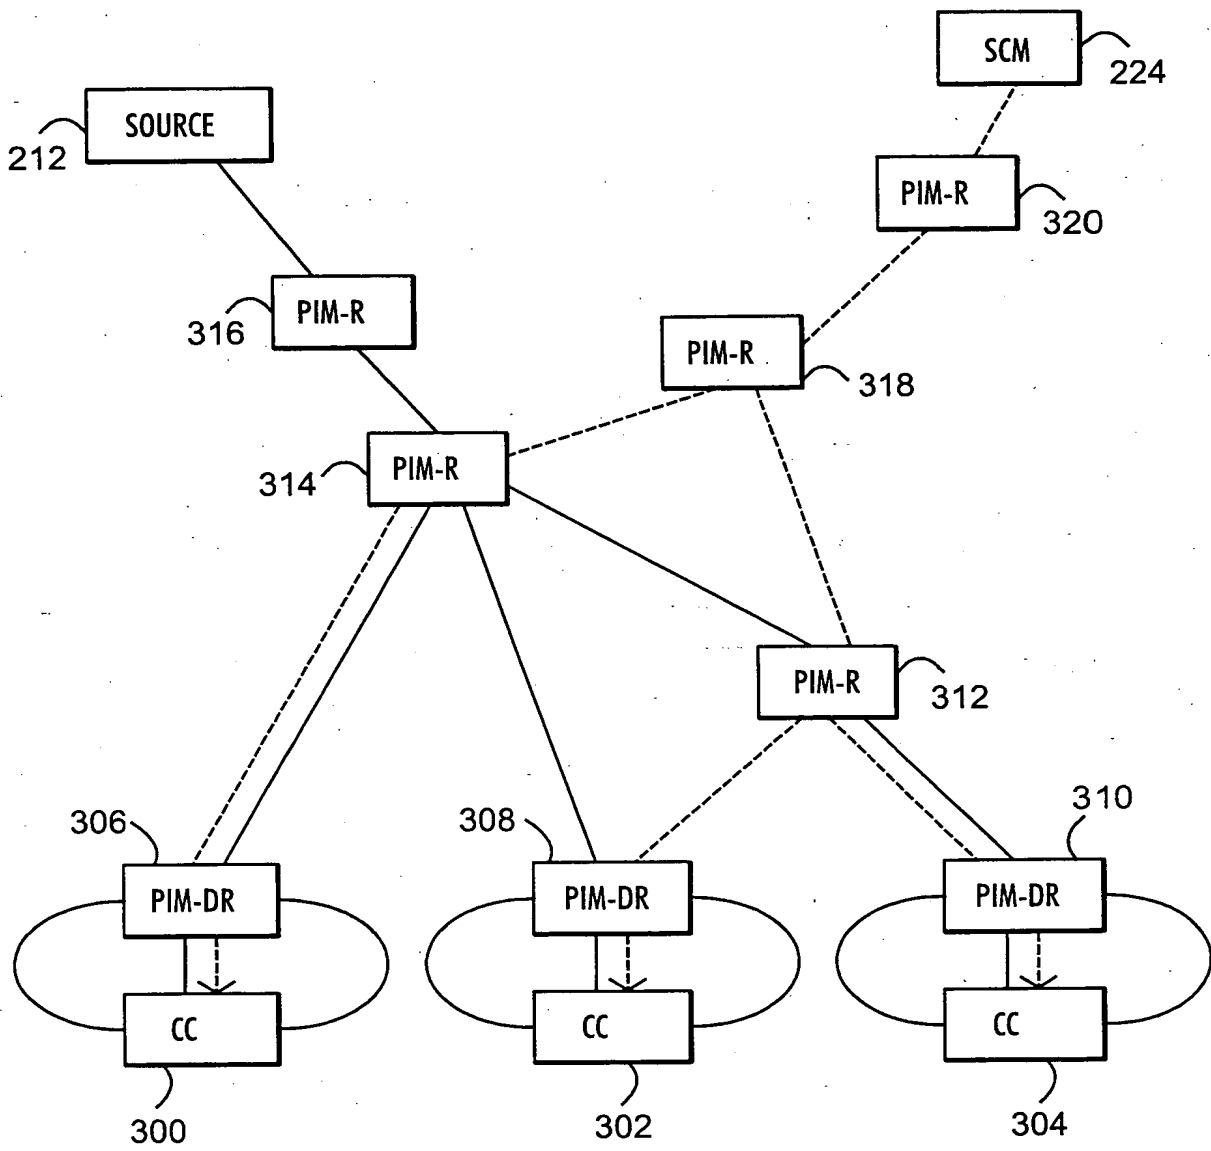 SCM
224
SOURCE
212
PIM-R
320
PIM-R
316
PIM-R
318
PIM-R
314
PIM-R
312
306
308
310
PIM-DR
PIM-DR
PIM-DR
CC
CC
CC
300
302
304